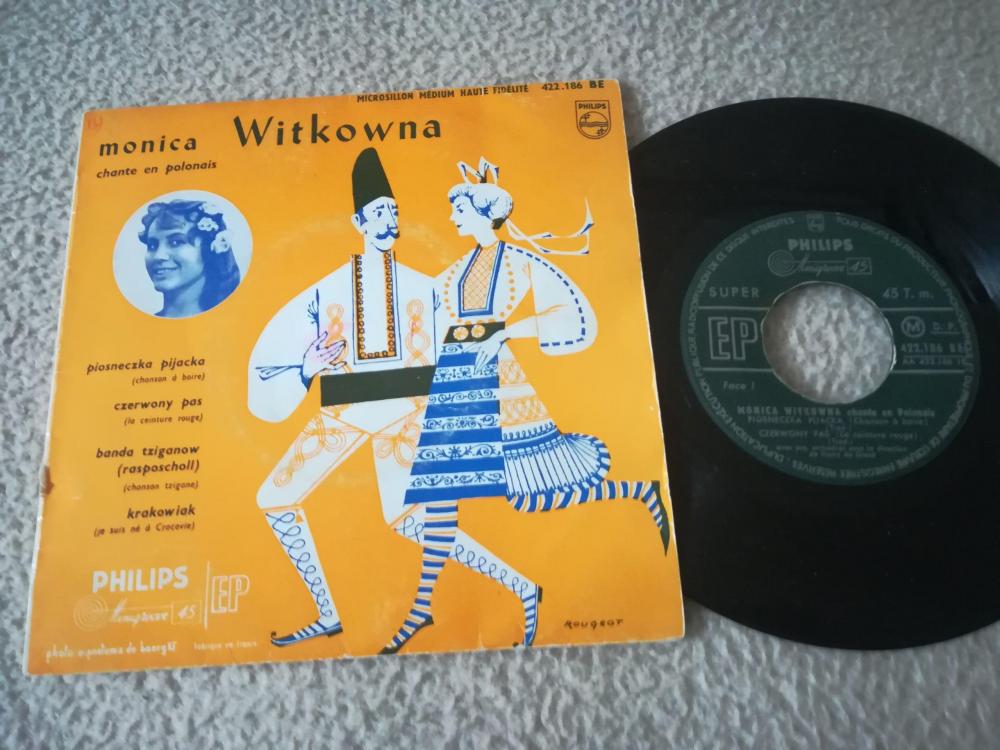 MICROSILLON MÉDIUM HAUTE FIDÉLITÉ 422.186 BE
PHILIPS
monica Witkowna
chante en polonais
piosneczka pijacka
(chanson à boire)
czerwony pas
(la ceinture rouge)
banda tziganow
(rasposcholl)
(chanson tzigane)
krakowiak
(je suis né à Cracovie)
PHILIPS
Minigroove 45
EP
fabriqué en france
ROUGEOT
PHILIPS
Minigroove 45
SUPER
45 T. m.
EP
M
D. P.
422.186 BE
Face 1
MONICA WITKOWNA chante en Polonais
PIOSNECZKA PIJACKA (Chanson à boire)
CZERWONY PAS (La ceinture rouge)
(Trad.)